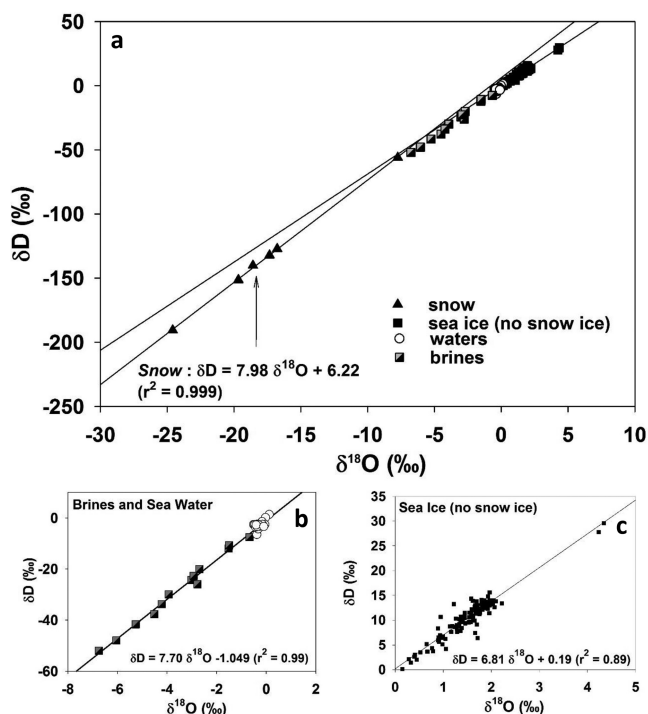 a
50
0
-50
-100
-150
-200
-250
δD (‰)
snow
sea ice (no snow ice)
waters
brines
Snow : δD = 7.98 δ18O + 6.22
(r2 = 0.999)
-30 -25 -20 -15 -10 -5 0 5 10
δ18O (‰)
Brines and Sea Water
b
0
-20
-40
-60
δD (‰)
δD = 7.70 δ18O -1.049 (r2 = 0.99)
-8 -6 -4 -2 0 2
δ18O (‰)
Sea Ice (no snow ice)
c
35
30
25
20
15
10
5
0
δD (‰)
δD = 6.81 δ18O + 0.19 (r2 = 0.89)
0 1 2 3 4 5
δ18O (‰)